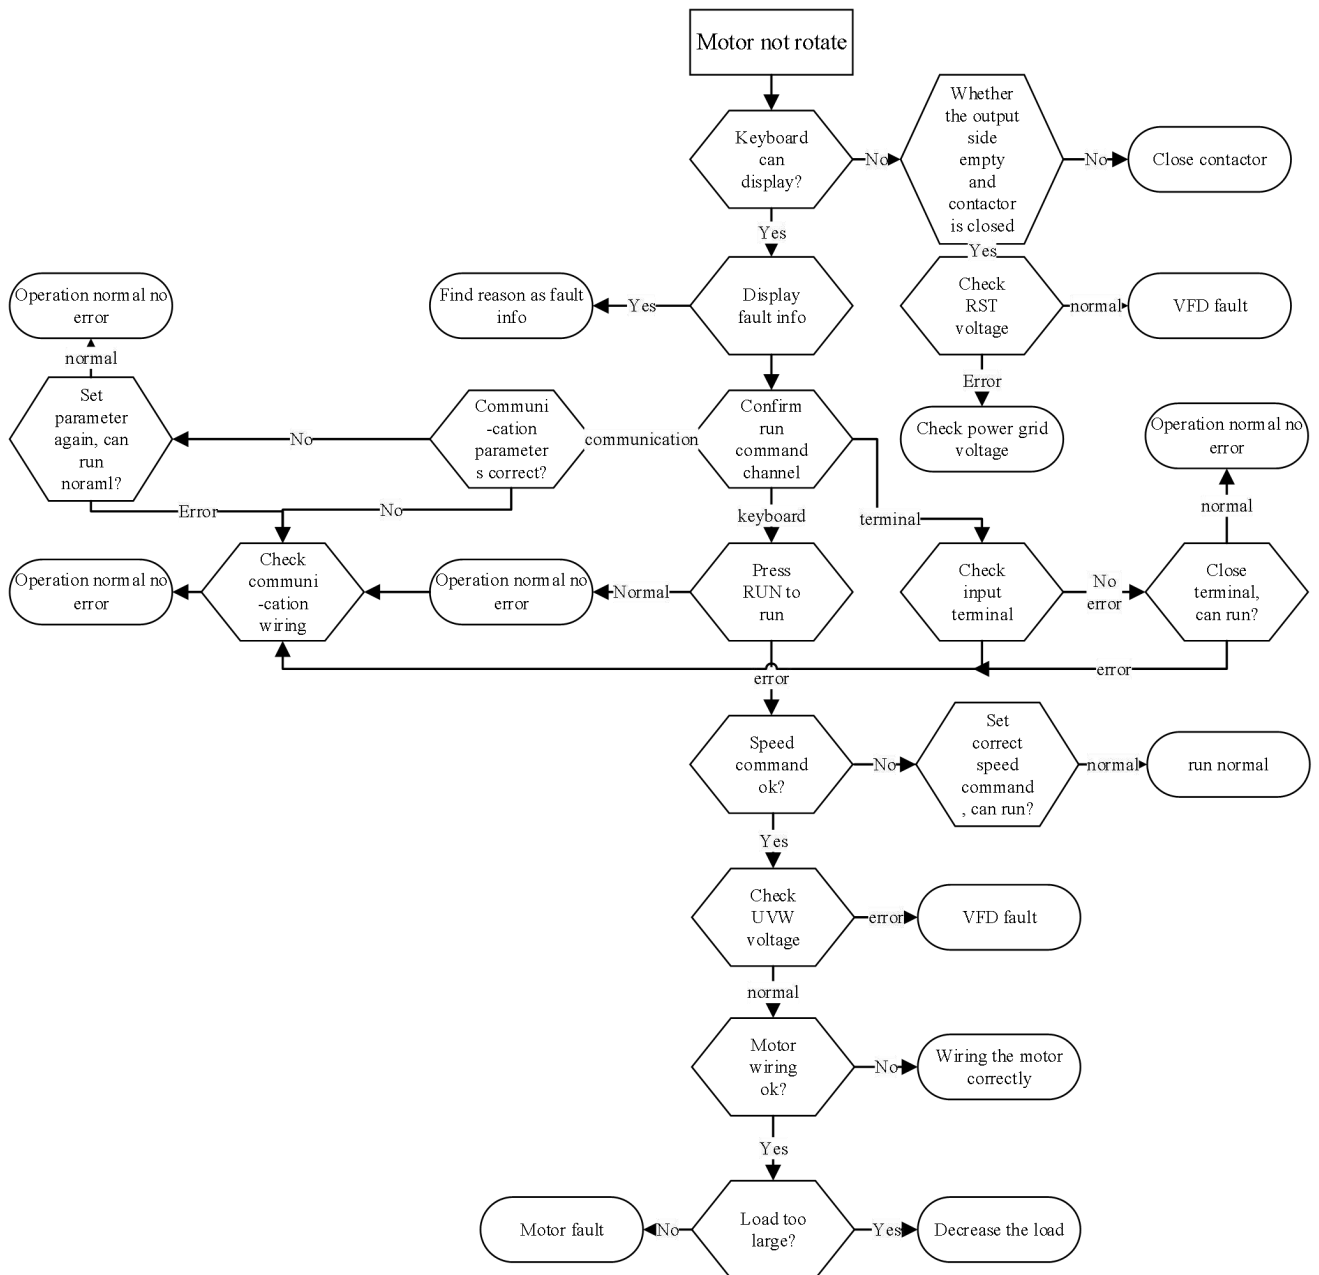 Motor not rotate
Keyboard
can
display?
No
Whether
the output
side
empty
and
contactor
is closed
No
Close contactor
Yes
Yes
Operation normal no
error
Find reason as fault
info
Yes
Display
fault info
Check
RST
voltage
normal
VFD fault
normal
Error
Set
parameter
again, can
run
noraml?
No
Communi
-cation
parameter
s correct?
communication
Confirm
run
command
channel
Check power grid
voltage
Operation normal no
error
Error
No
keyboard
terminal
normal
Operation normal no
error
Check
communi
-cation
wiring
Operation normal no
error
Normal
Press
RUN to
run
Check
input
terminal
No
error
Close
terminal,
can run?
error
error
Speed
command
ok?
No
Set
correct
speed
command
, can run?
normal
run normal
Yes
Check
UVW
voltage
error
VFD fault
normal
Motor
wiring
ok?
No
Wiring the motor
correctly
Yes
Motor fault
No
Load too
large?
Yes
Decrease the load